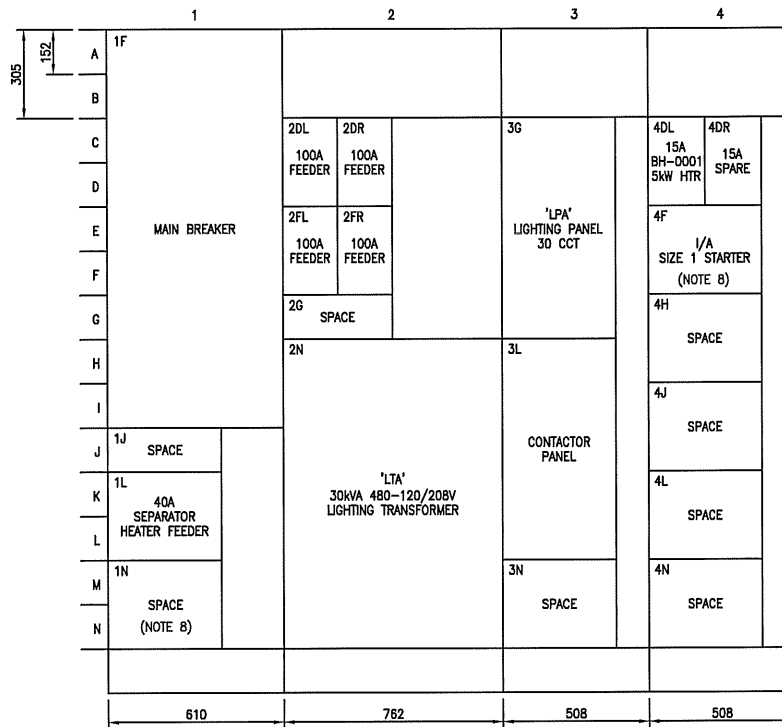 1 2 3 4
305
152
A
B
C
D
E
F
G
H
I
J
K
L
M
N
1F
MAIN BREAKER
1J
SPACE
1L
40A
SEPARATOR
HEATER FEEDER
1N
SPACE
(NOTE 8)
2DL
100A
FEEDER
2DR
100A
FEEDER
2FL
100A
FEEDER
2FR
100A
FEEDER
2G
SPACE
2N
'LTA'
30kVA 480-120/208V
LIGHTING TRANSFORMER
3G
'LPA'
LIGHTING PANEL
30 CCT
3L
CONTACTOR
PANEL
3N
SPACE
4DL
15A
BH-0001
5kW HTR
4DR
15A
SPARE
4F
I/A
SIZE 1 STARTER
(NOTE 8)
4H
SPACE
4J
SPACE
4L
SPACE
4N
SPACE
610 762 508 508